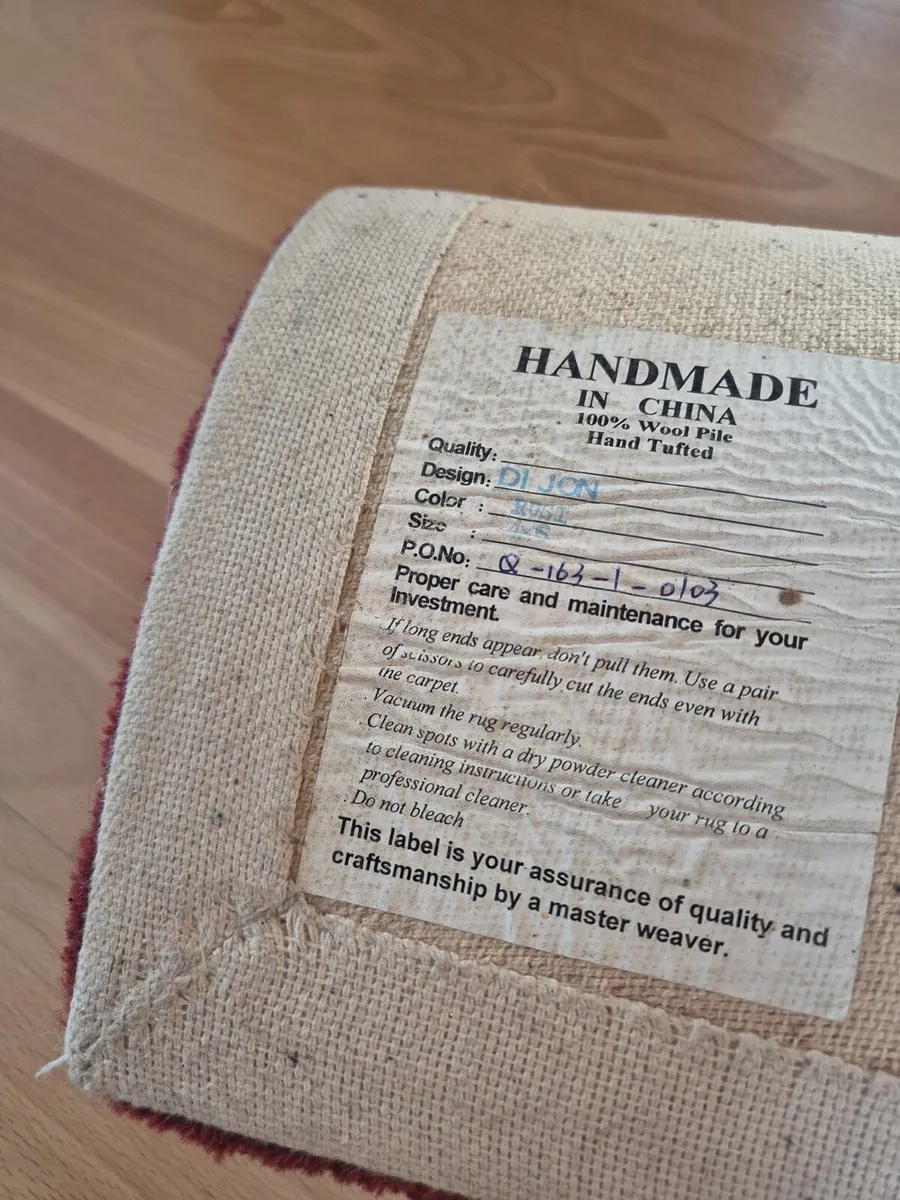 HANDMADE
IN CHINA
100% Wool Pile
Hand Tufted
Quality:
Design: DIJON
Color : RUST
Size :
P.O.No: Q-163-1-0103
Proper care and maintenance for your
Investment.
. If long ends appear, don't pull them. Use a pair
of scissors to carefully cut the ends even with
the carpet.
. Vacuum the rug regularly.
. Clean spots with a dry powder cleaner according
to cleaning instructions or take your rug to a
professional cleaner.
. Do not bleach
This label is your assurance of quality and
craftsmanship by a master weaver.